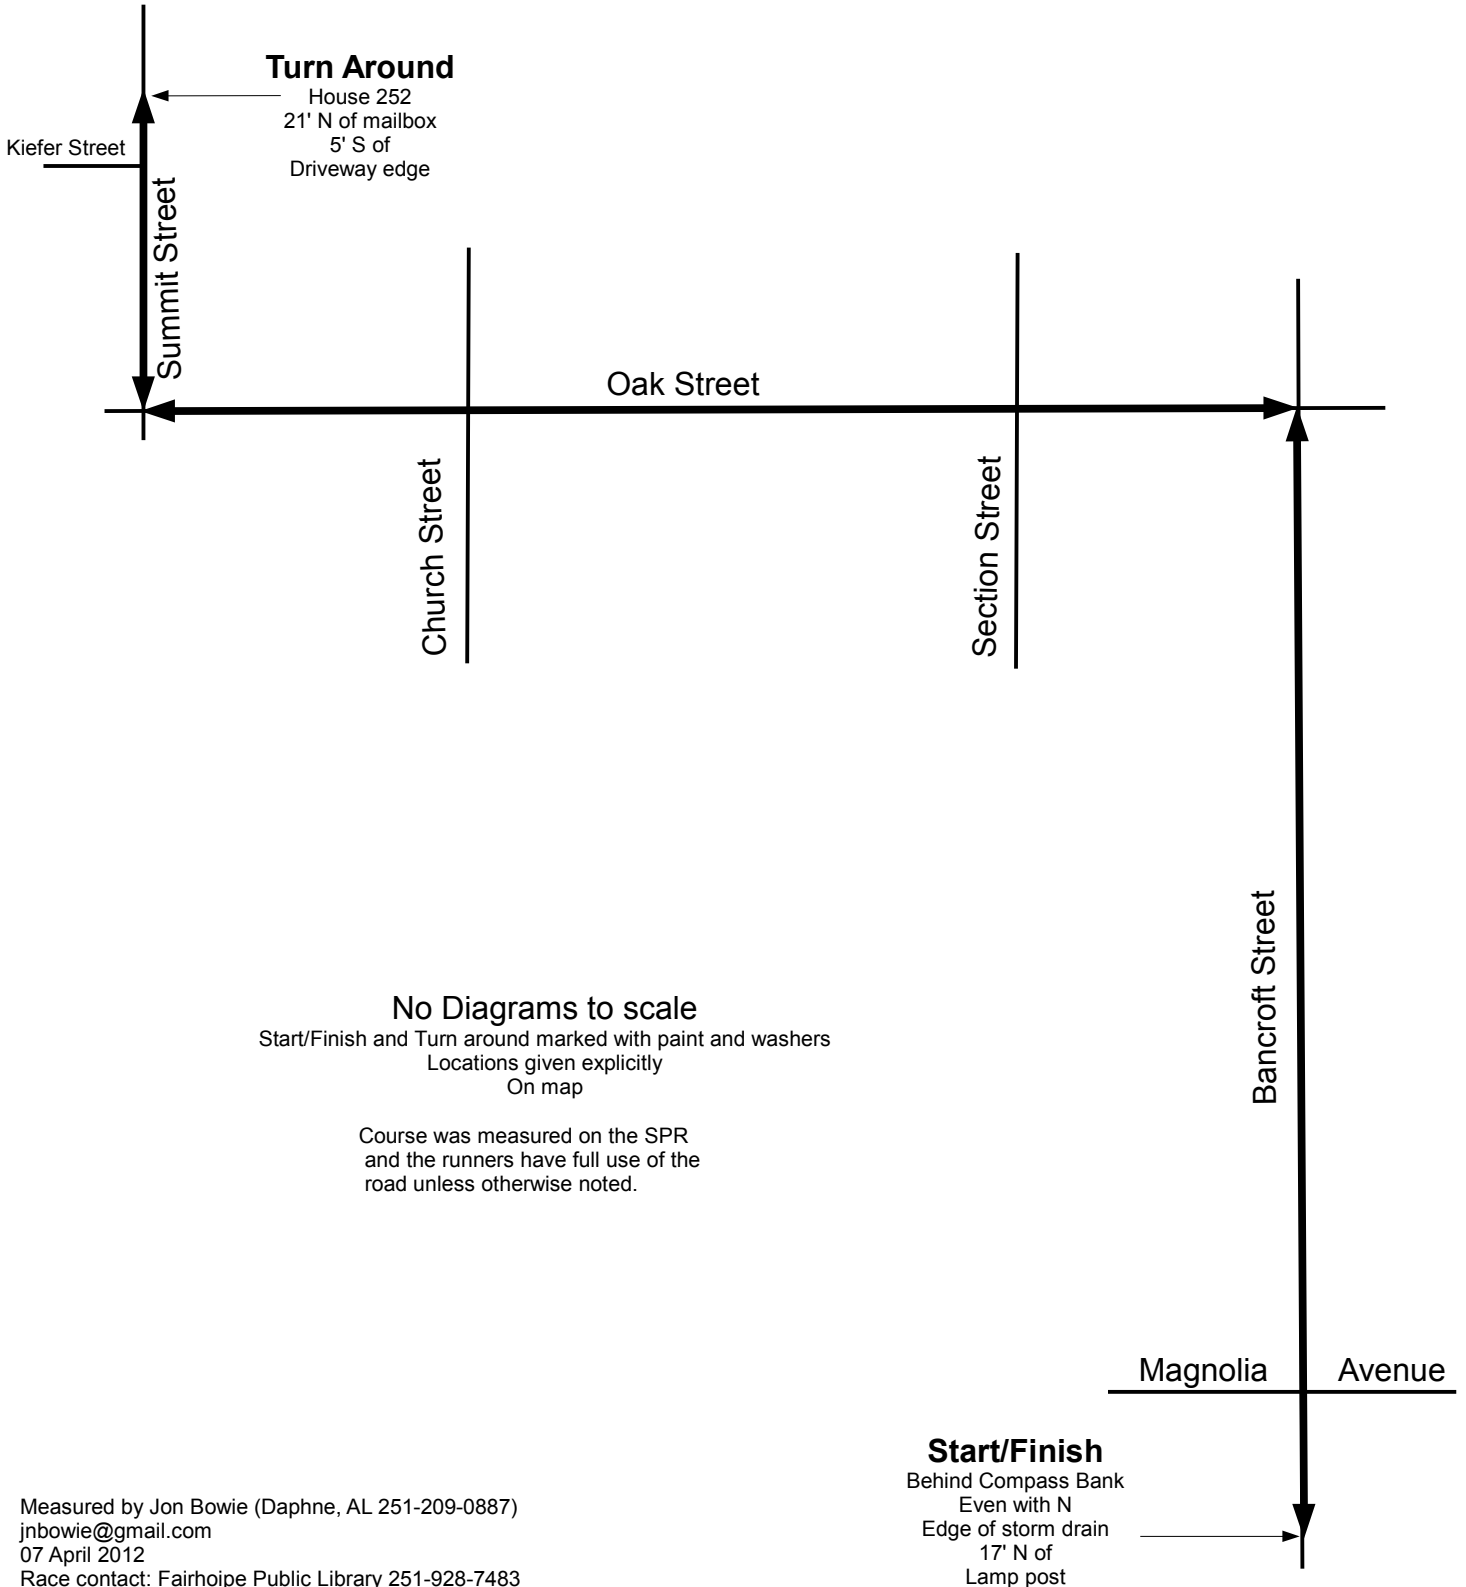 Turn Around
House 252
21' N of mailbox
5' S of
Driveway edge
Kiefer Street
Summit Street
Oak Street
Church Street
Section Street
Bancroft Street
No Diagrams to scale
Start/Finish and Turn around marked with paint and washers
Locations given explicitly
On map
Course was measured on the SPR
and the runners have full use of the
road unless otherwise noted.
Magnolia Avenue
Start/Finish
Behind Compass Bank
Even with N
Edge of storm drain
17' N of
Lamp post
Measured by Jon Bowie (Daphne, AL 251-209-0887)
jnbowie@gmail.com
07 April 2012
Race contact: Fairhoipe Public Library 251-928-7483